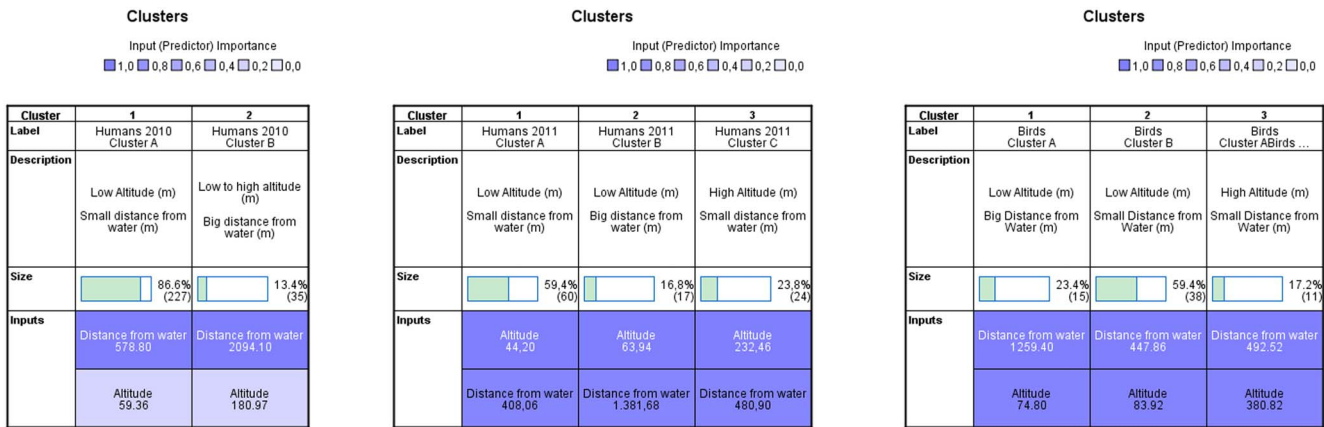 Clusters
Input (Predictor) Importance
1,0 0,8 0,6 0,4 0,2 0,0
Cluster 1 2
Label Humans 2010 Humans 2010
Cluster A Cluster B
Description
Low Altitude (m) Low to high altitude
(m)
Small distance from
water (m) Big distance from
water (m)
Size 86.6% 13.4%
(227) (35)
Inputs
Distance from water Distance from water
578.80 2094.10
Altitude Altitude
59.36 180.97
Clusters
Input (Predictor) Importance
1,0 0,8 0,6 0,4 0,2 0,0
Cluster 1 2 3
Label Humans 2011 Humans 2011 Humans 2011
Cluster A Cluster B Cluster C
Description
Low Altitude (m) Low Altitude (m) High Altitude (m)
Small distance from Big distance from Small distance from
water (m) water (m) water (m)
Size 59,4% 16,8% 23,8%
(60) (17) (24)
Inputs
Altitude Altitude Altitude
44,20 63,94 232,46
Distance from water Distance from water Distance from water
408,06 1.381,68 480,90
Clusters
Input (Predictor) Importance
1,0 0,8 0,6 0,4 0,2 0,0
Cluster 1 2 3
Label Birds Birds Birds
Cluster A Cluster B Cluster ABirds ...
Description
Low Altitude (m) Low Altitude (m) High Altitude (m)
Big Distance from Small Distance from Small Distance from
Water (m) Water (m) Water (m)
Size 23.4% 59.4% 17.2%
(15) (38) (11)
Inputs
Distance from water Distance from water Distance from water
1259.40 447.86 492.52
Altitude Altitude Altitude
74.80 83.92 380.82